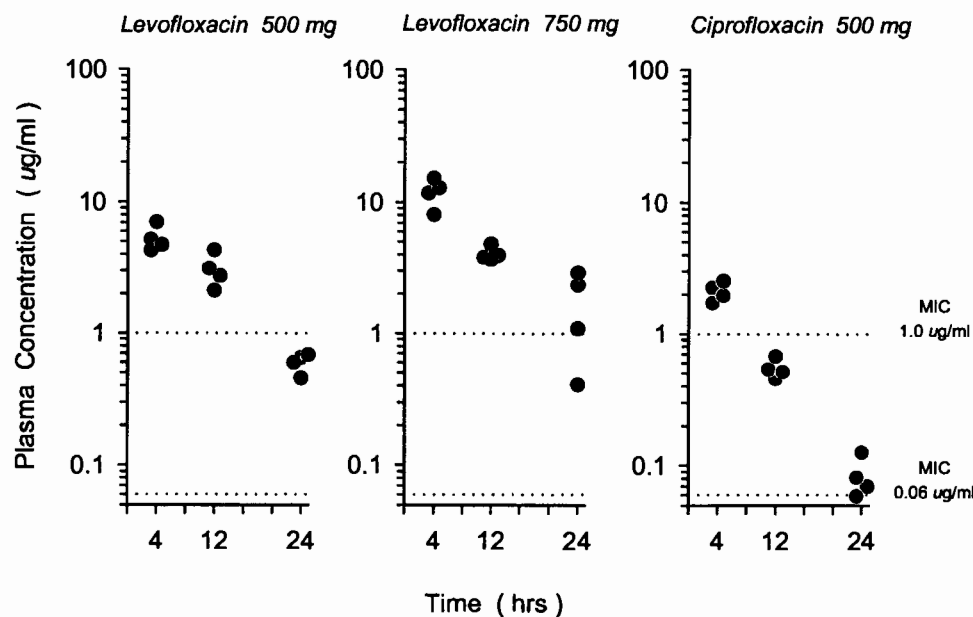 Levofloxacin 500 mg
Levofloxacin 750 mg
Ciprofloxacin 500 mg
Plasma Concentration ( ug/ml )
100
10
1
0.1
100
10
1
0.1
100
10
1
0.1
MIC
1.0 ug/ml
MIC
0.06 ug/ml
4 12 24
4 12 24
4 12 24
Time ( hrs )